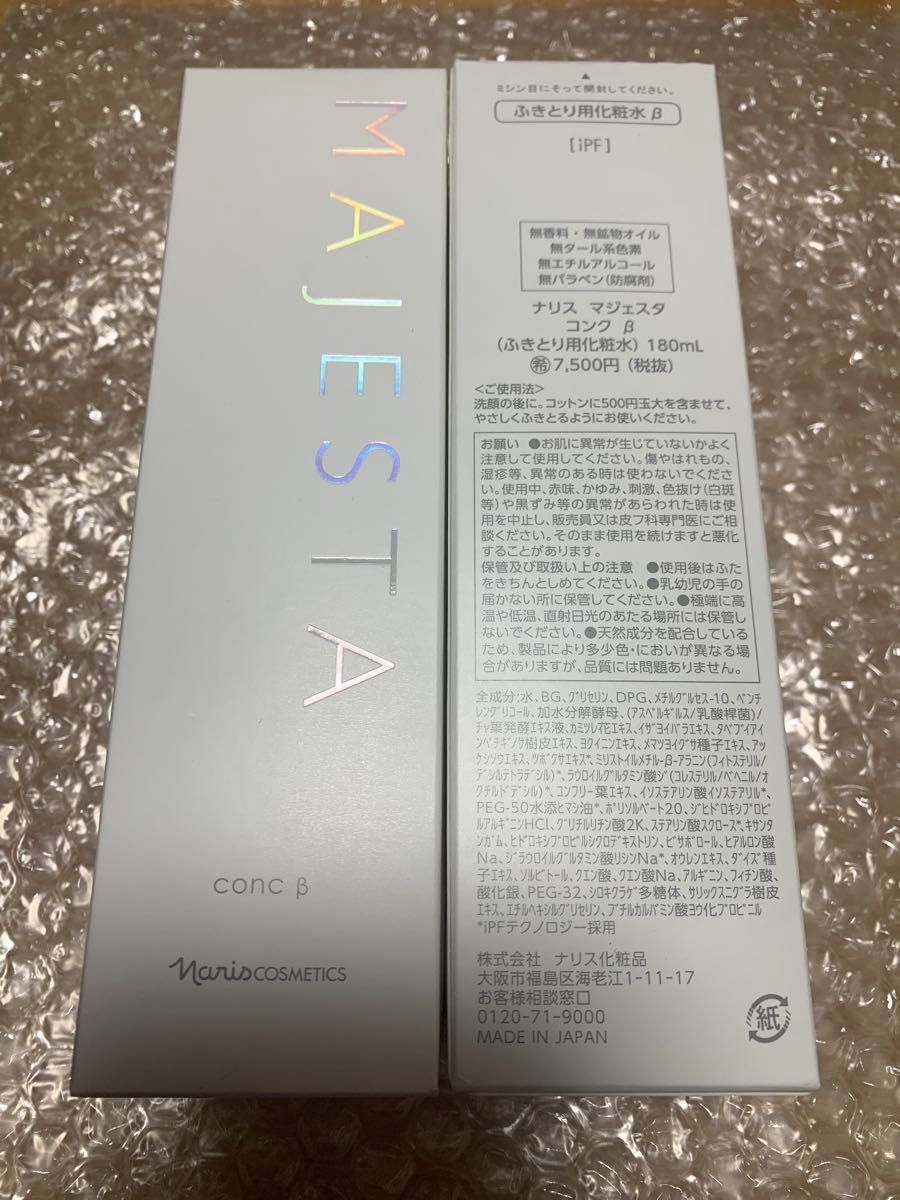 MAJESTA
conc β
Naris COSMETICS
ミシン目にそって開封してください。
ふきとり用化粧水 β
[iPF]
無香料・無鉱物オイル
無タール系色素
無エチルアルコール
無パラベン(防腐剤)
ナリス マジェスタ
コンク β
(ふきとり用化粧水) 180mL
希7,500円 (税抜)
<ご使用法>
洗顔の後に。コットンに500円玉大を含ませて、
やさしくふきとるようにお使いください。
お願い ●お肌に異常が生じていないかよく
注意して使用してください。傷やはれもの、
湿疹等、異常のある時は使わないでくださ
い。使用中、赤味、かゆみ、刺激、色抜け(白斑
等)や黒ずみ等の異常があらわれた時は使
用を中止し、販売員又は皮フ科専門医にご相
談ください。そのまま使用を続けますと悪化
することがあります。
保管及び取扱い上の注意 ●使用後はふた
をきちんとしめてください。●乳幼児の手の
届かない所に保管してください。●極端に高
温や低温、直射日光のあたる場所には保管し
ないでください。●天然成分を配合している
ため、製品により多少色・においが異なる場
合がありますが、品質には問題ありません。
全成分:水、BG、グリセリン、DPG、メチルグルセス-10、ペンチ
レングリコール、加水分解酵母、(アスペルギルス/乳酸桿菌)/
チャ葉発酵エキス液、カミツレ花エキス、イザヨイバラエキス、タベブイアイ
ンペチギノサ樹皮エキス、ヨクイニンエキス、メマツヨイグサ種子エキス、アッ
ケシソウエキス、ツボクサエキス*、ミリストイルメチル-β-アラニン(フィトステリル/
デシルテトラデシル)*、ラウロイルグルタミン酸ジ(コレステリル/ベヘニル/オ
クチルドデシル)*、コンフリー葉エキス、イソステアリン酸イソステアリル*、
PEG-50水添ヒマシ油*、ポリソルベート20、ジヒドロキシプロピ
ルアルギニンHCl、グリチルリチン酸2K、ステアリン酸スクロース*、キサンタ
ンガム、ヒドロキシプロピルシクロデキストリン、ビサボロール、ヒアルロン酸
Na、ジラウロイルグルタミン酸リシンNa*、オウレンエキス、ダイズ種
子エキス、ソルビトール、クエン酸、クエン酸Na、アルギニン、フィチン酸、
酸化銀、PEG-32、シロキクラゲ多糖体、サリックスニグラ樹皮
エキス、エチルヘキシルグリセリン、ブチルカルバミン酸ヨウ化プロピニル
*iPFテクノロジー採用
株式会社 ナリス化粧品
大阪市福島区海老江1-11-17
お客様相談窓口
0120-71-9000
MADE IN JAPAN
紙